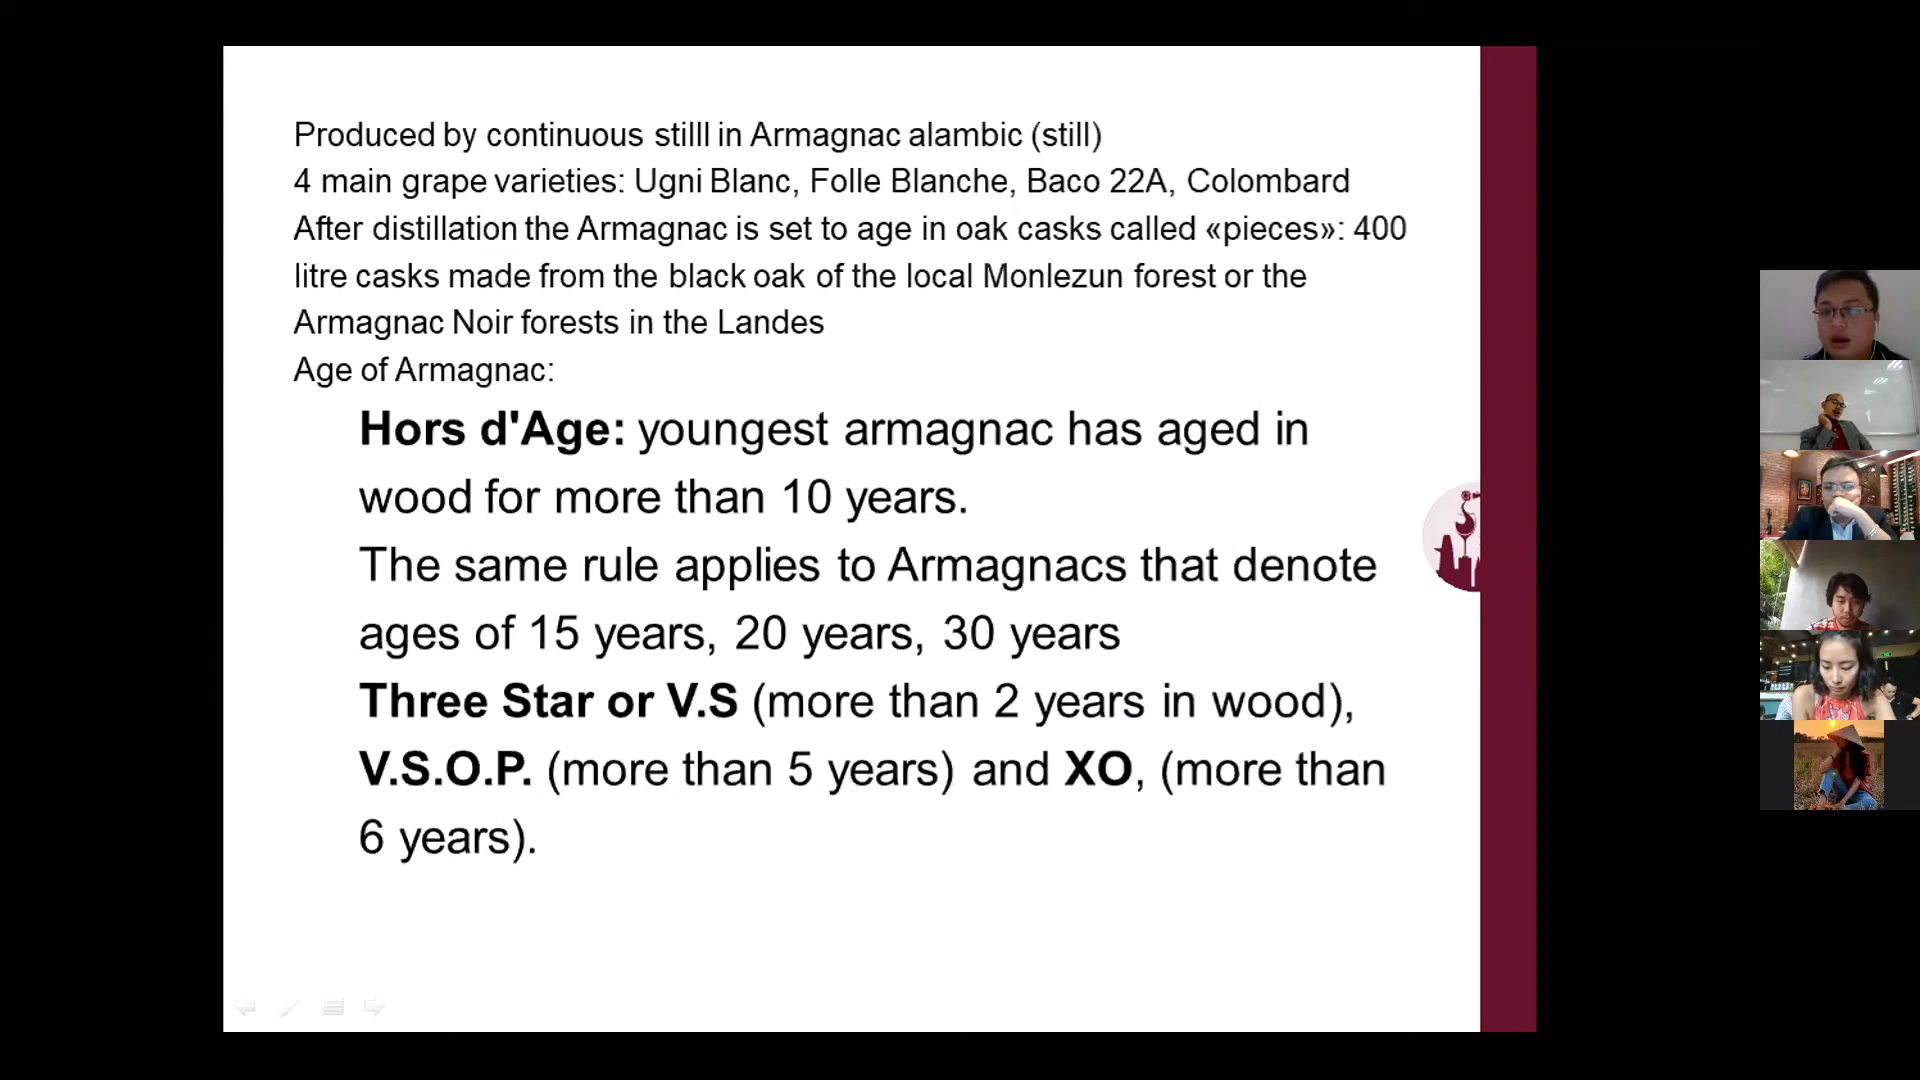 Produced by continuous stilll in Armagnac alambic (still)
4 main grape varieties: Ugni Blanc, Folle Blanche, Baco 22A, Colombard
After distillation the Armagnac is set to age in oak casks called «pieces»: 400
litre casks made from the black oak of the local Monlezun forest or the
Armagnac Noir forests in the Landes
Age of Armagnac:
Hors d'Age: youngest armagnac has aged in
wood for more than 10 years.
The same rule applies to Armagnacs that denote
ages of 15 years, 20 years, 30 years
Three Star or V.S (more than 2 years in wood),
V.S.O.P. (more than 5 years) and XO, (more than
6 years).